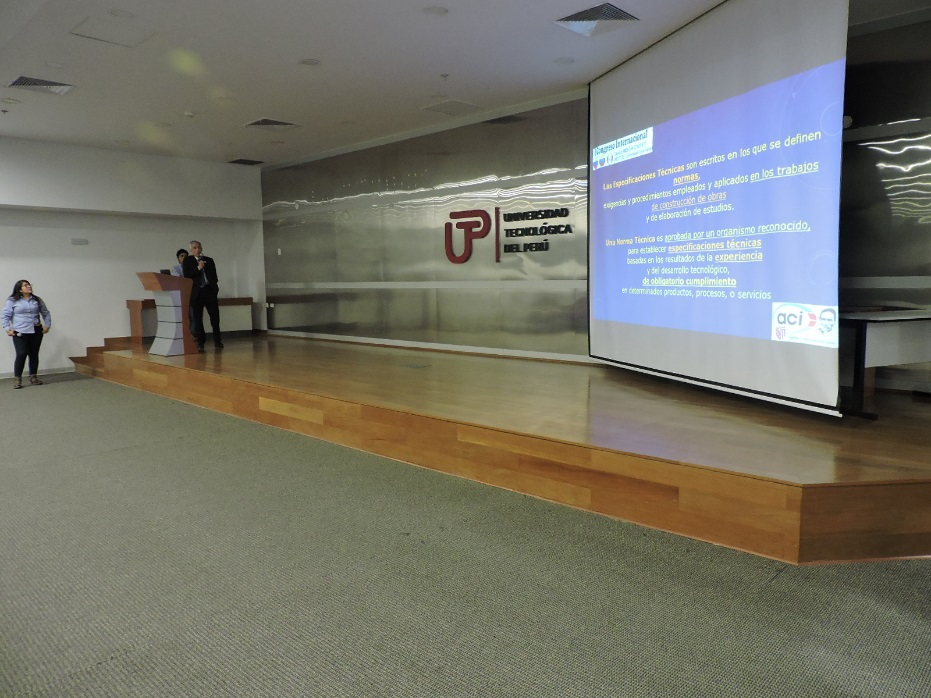 UTP
UNIVERSIDAD
TECNOLÓGICA
DEL PERÚ
Congreso Internacional
Las Especificaciones Técnicas son escritos en los que se definen
normas,
exigencias y procedimientos empleados y aplicados en los trabajos
de construcción de obras
y de elaboración de estudios.
Una Norma Técnica es aprobada por un organismo reconocido,
para establecer especificaciones técnicas
basadas en los resultados de la experiencia
y del desarrollo tecnológico,
de obligatorio cumplimiento
en determinados productos, procesos, o servicios
aci